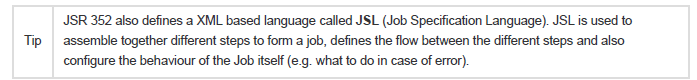 JSR 352 also defines a XML based language called JSL (Job Specification Language). JSL is used to
Tip
assemble together different steps to form a job, defines the flow between the different steps and also
configure the behaviour of the Job itself (e.g. what to do in case of error).